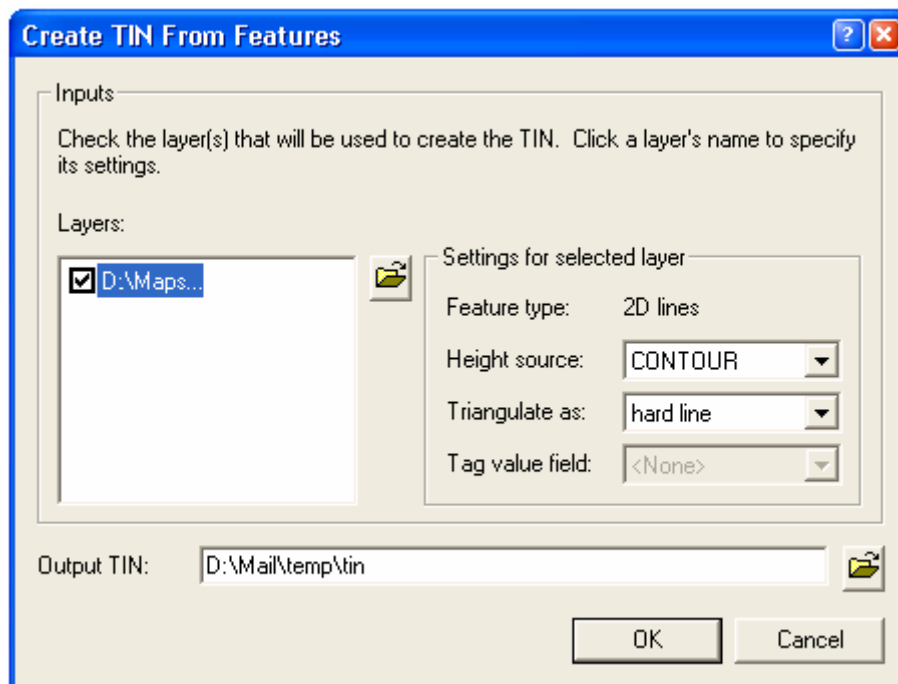 Create TIN From Features
Inputs
Check the layer(s) that will be used to create the TIN. Click a layer's name to specify
its settings.
Layers:
D:\Maps...
Settings for selected layer
Feature type: 2D lines
Height source: CONTOUR
Triangulate as: hard line
Tag value field: <None>
Output TIN: D:\Mail\temp\tin
OK Cancel